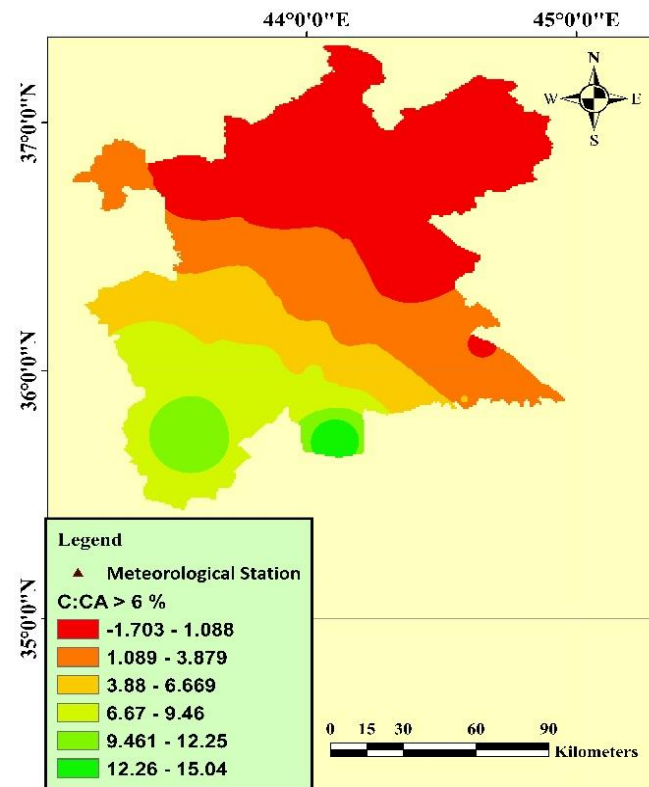 44°0'0"E 45°0'0"E
N
W E
S
37°0'0"N
36°0'0"N
35°0'0"N
Legend
Meteorological Station
C:CA > 6 %
-1.703 - 1.088
1.089 - 3.879
3.88 - 6.669
6.67 - 9.46
9.461 - 12.25
12.26 - 15.04
0 15 30 60 90
Kilometers